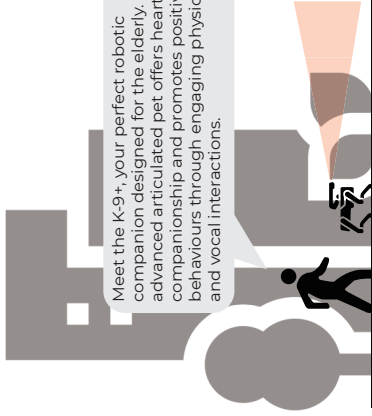 Meet the K-9+, your perfect robotic
companion designed for the elderly.
advanced articulated pet offers
companionship and promotes
behaviours through engaging
and vocal interactions.